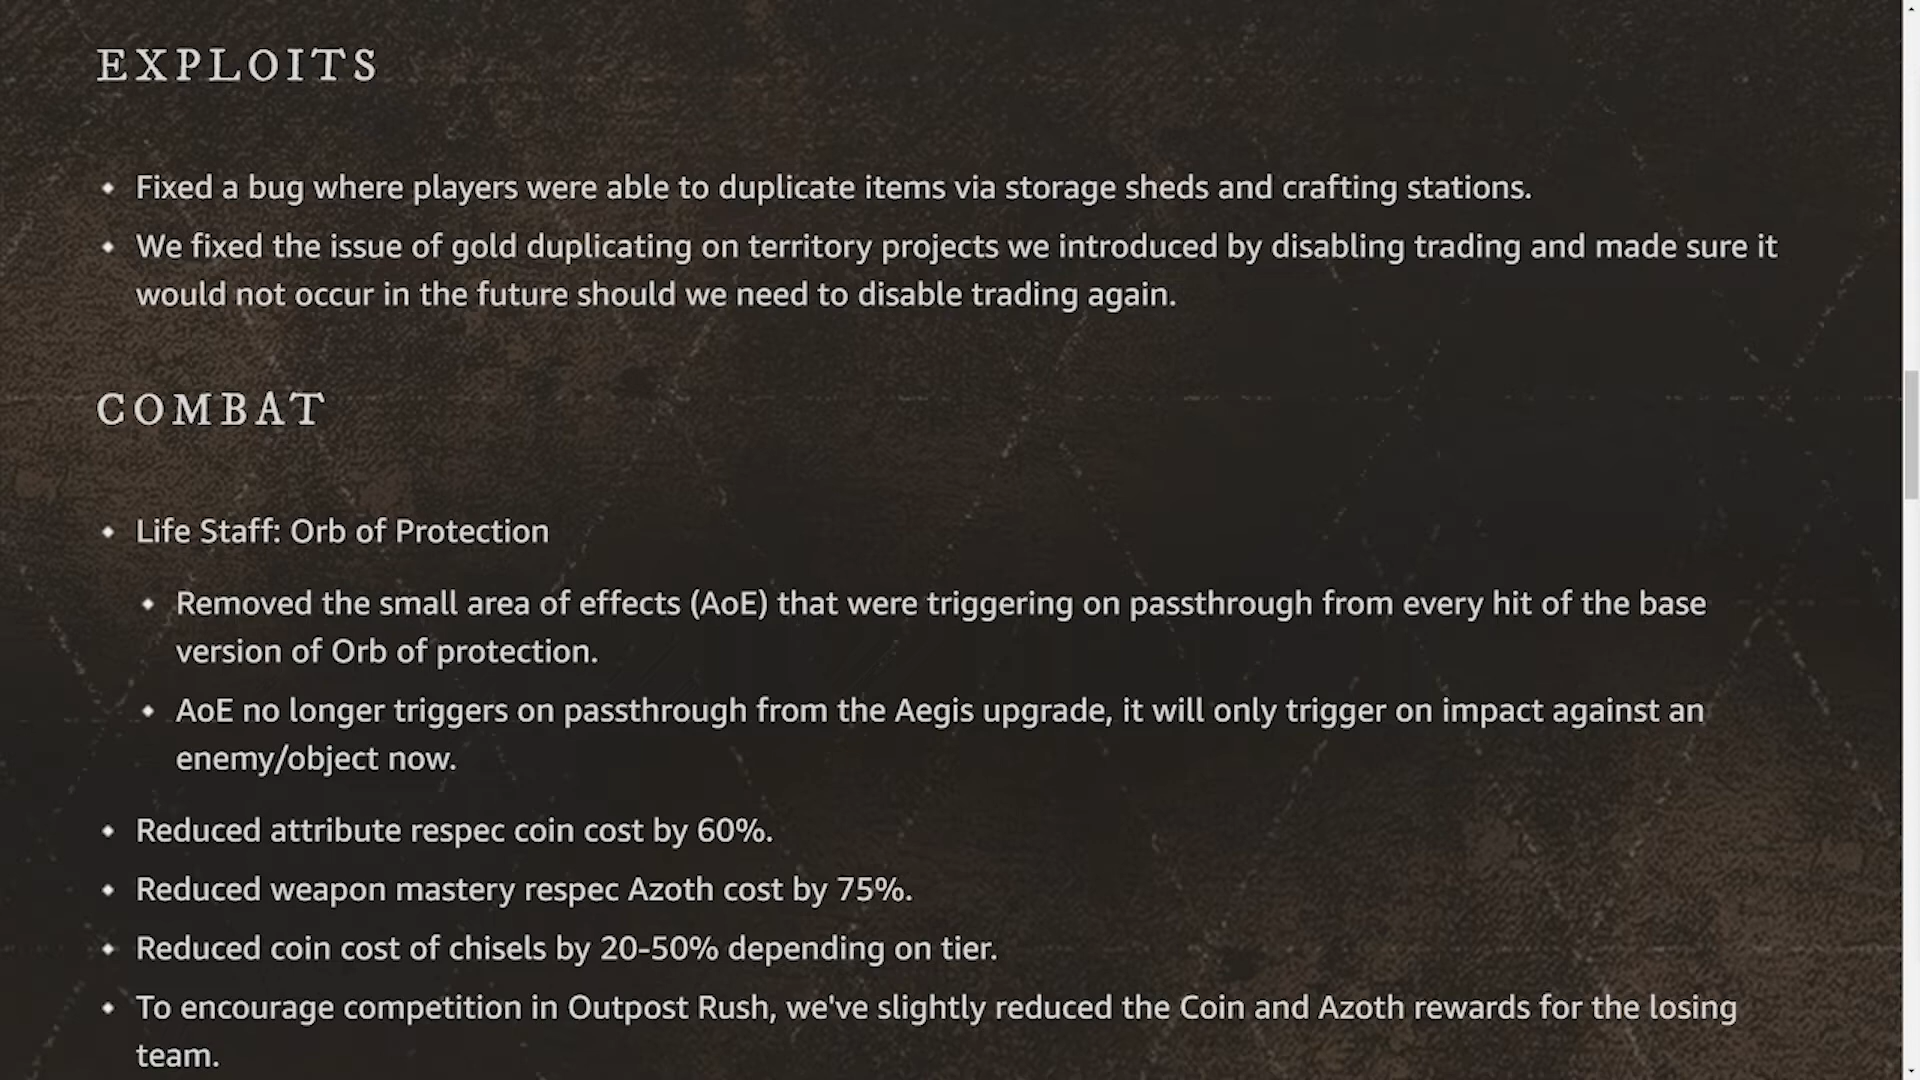 EXPLOITS
Fixed a bug where players were able to duplicate items via storage sheds and crafting stations.
We fixed the issue of gold duplicating on territory projects we introduced by disabling trading and made sure it
would not occur in the future should we need to disable trading again.
COMBAT
Life Staff: Orb of Protection
Removed the small area of effects (AoE) that were triggering on passthrough from every hit of the base
version of Orb of protection.
AoE no longer triggers on passthrough from the Aegis upgrade, it will only trigger on impact against an
enemy/object now.
Reduced attribute respec coin cost by 60%.
Reduced weapon mastery respec Azoth cost by 75%.
Reduced coin cost of chisels by 20-50% depending on tier.
To encourage competition in Outpost Rush, we've slightly reduced the Coin and Azoth rewards for the losing
team.